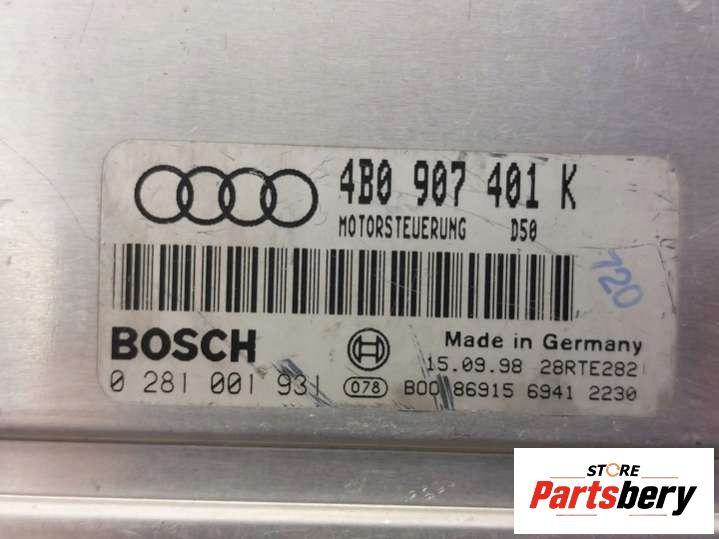 4B0 907 401 K
MOTORSTEUERUNG D50
120
BOSCH
Made in Germany
15.09.98 28RTE282
0 281 001 931
078
B00 86915 6941 2230
STORE
Partsbery